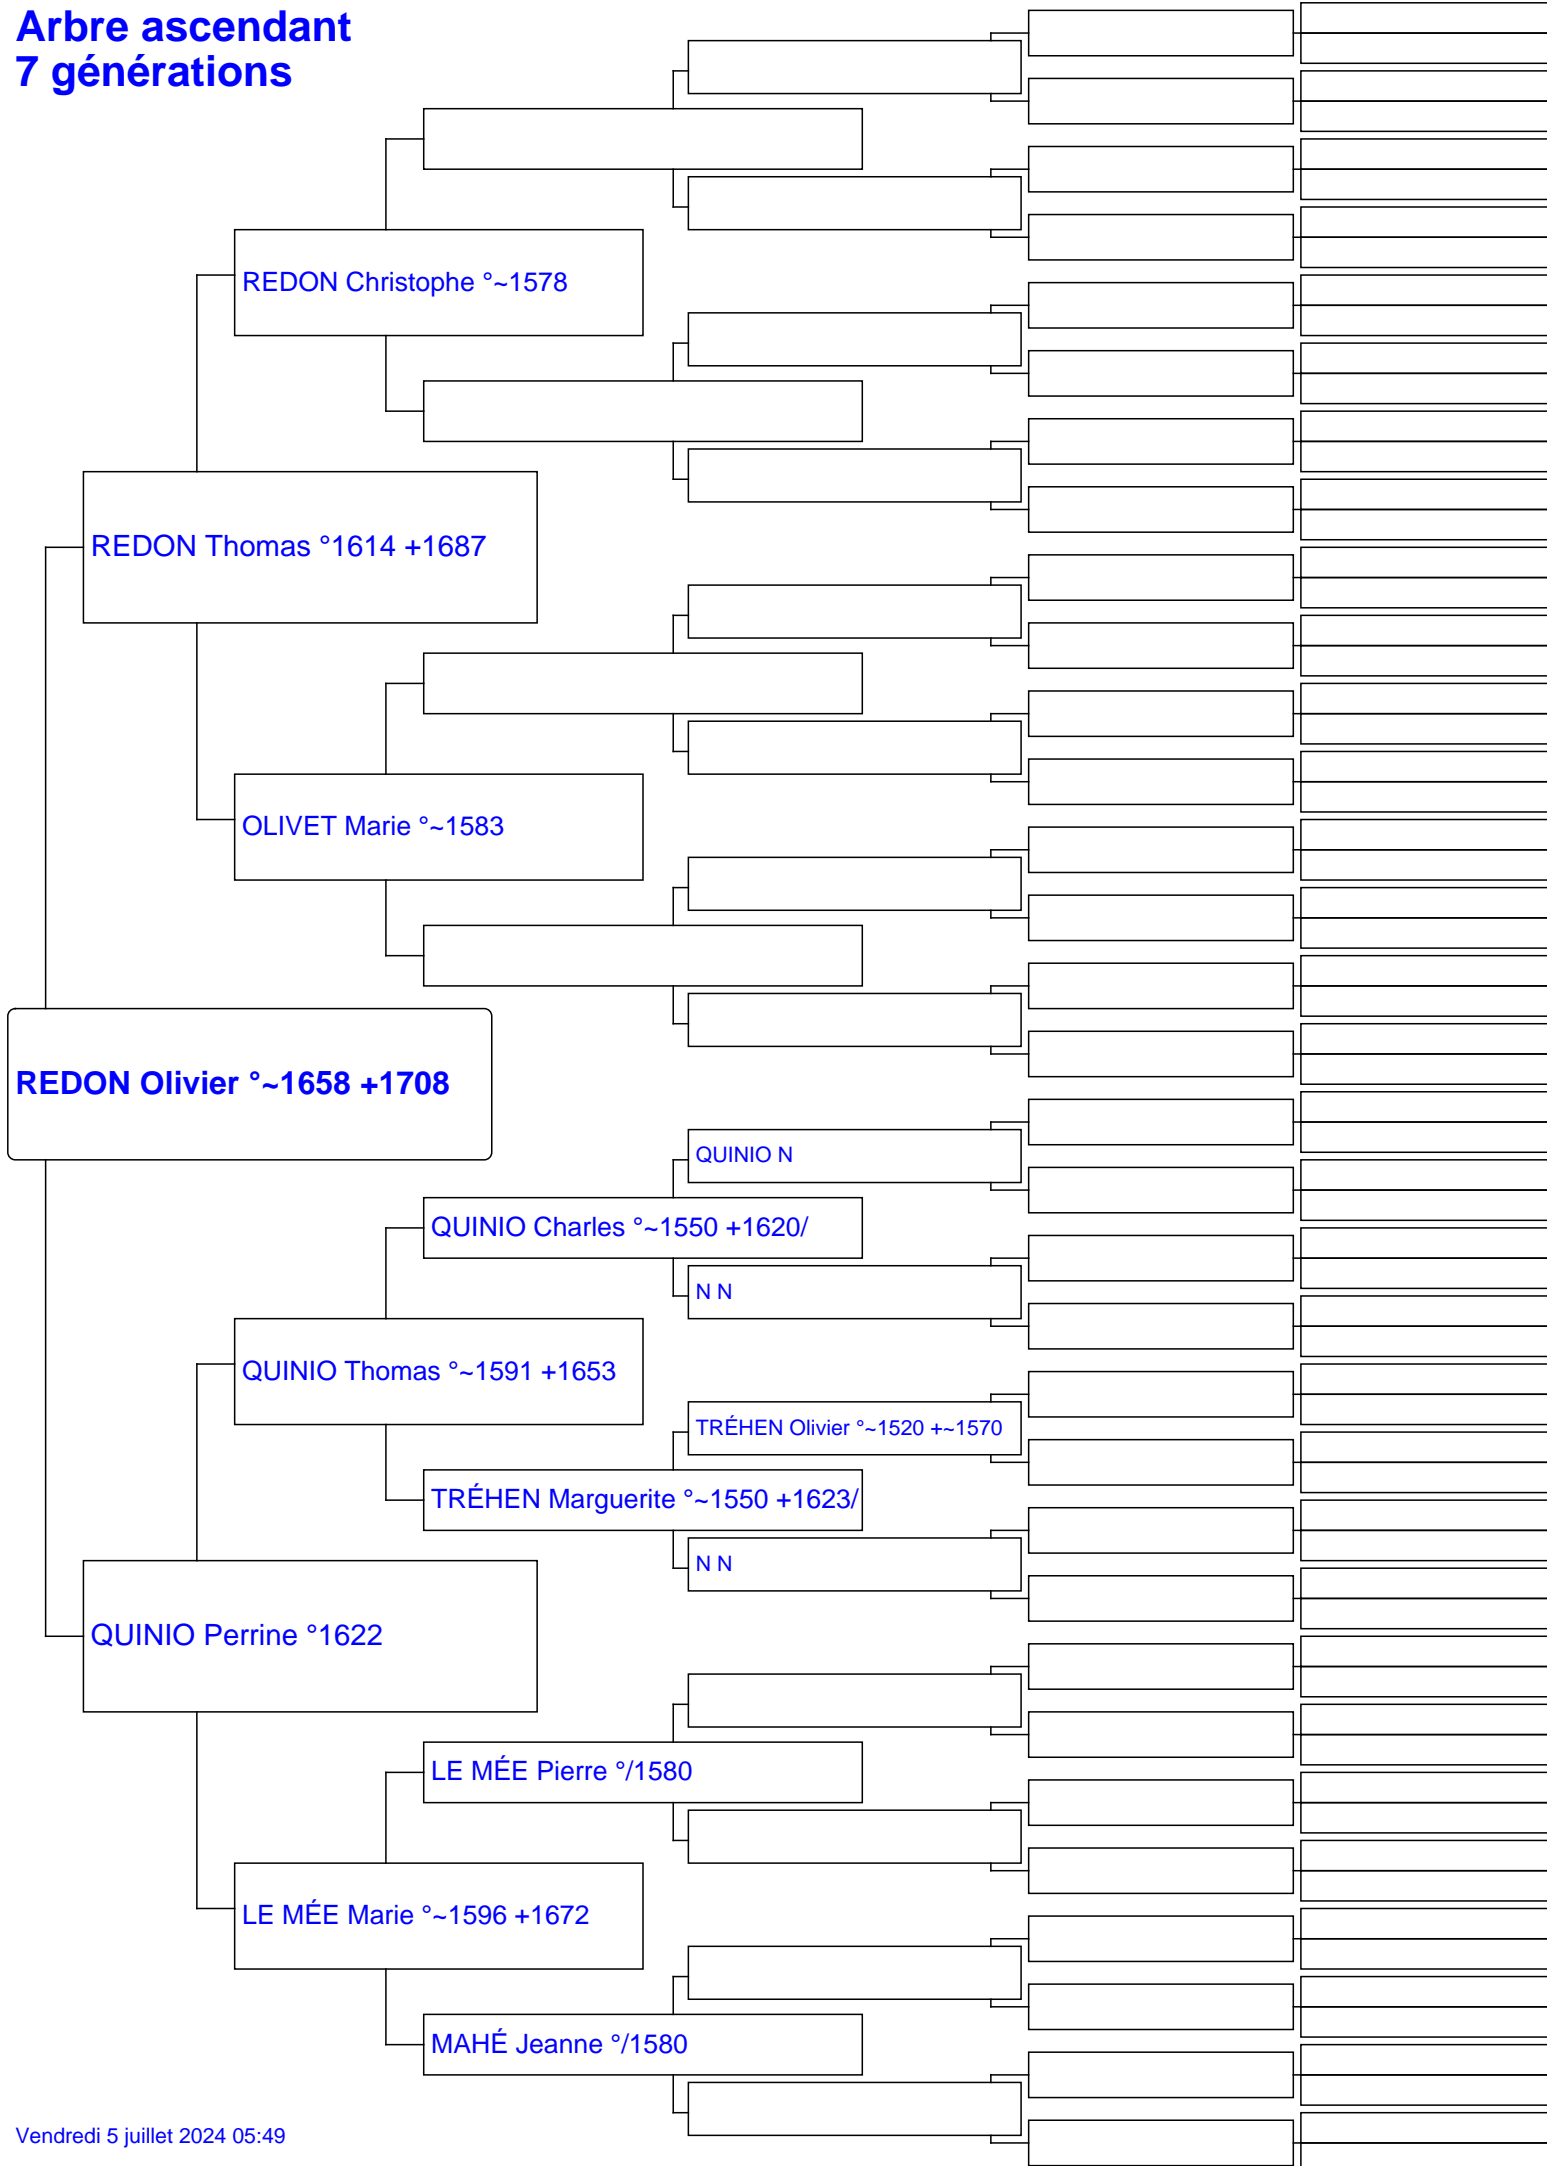 Arbre ascendant
7 générations
REDON Christophe °~1578
REDON Thomas °1614 +1687
OLIVET Marie °~1583
REDON Olivier °~1658 +1708
QUINIO N
QUINIO Charles °~1550 +1620/
N N
QUINIO Thomas °~1591 +1653
TRÉHEN Olivier °~1520 +~1570
TRÉHEN Marguerite °~1550 +1623/
N N
QUINIO Perrine °1622
LE MÉE Pierre °/1580
LE MÉE Marie °~1596 +1672
MAHÉ Jeanne °/1580
Vendredi 5 juillet 2024 05:49